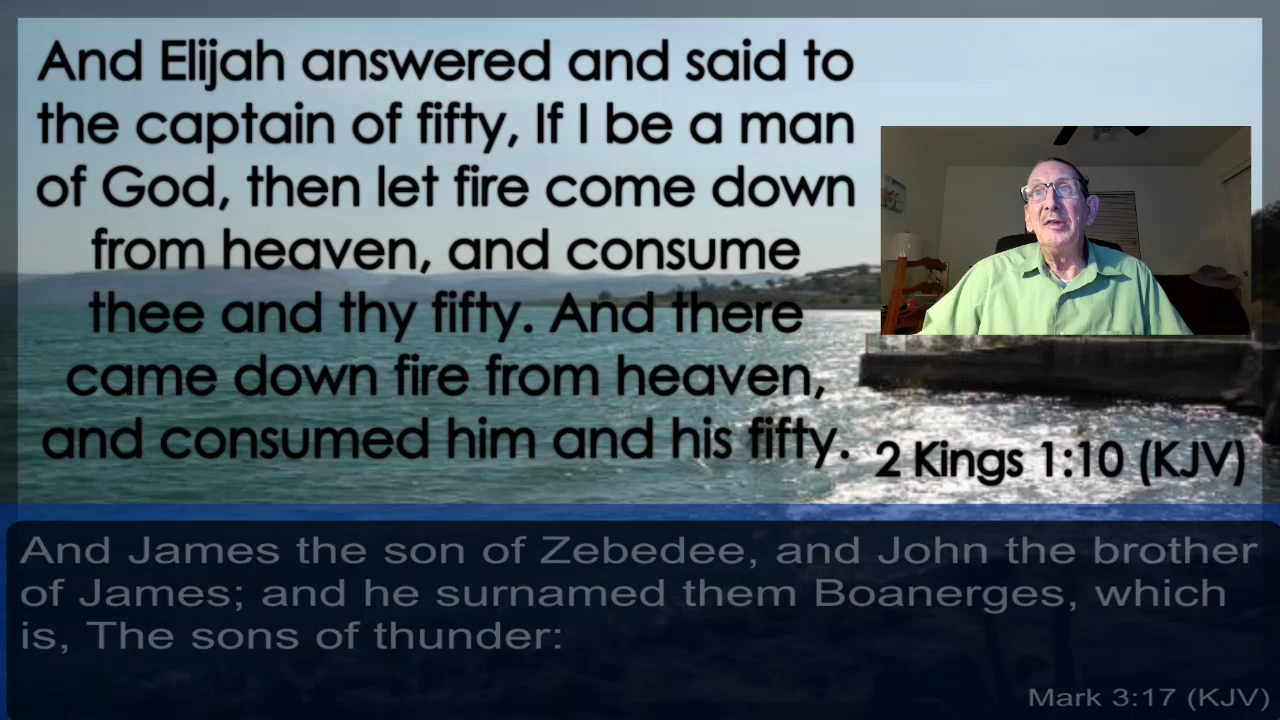 And Elijah answered and said to
the captain of fifty, If I be a man
of God, then let fire come down
from heaven, and consume
thee and thy fifty. And there
came down fire from heaven,
and consumed him and his fifty.
2 Kings 1:10 (KJV)
And James the son of Zebedee, and John the brother
of James; and he surnamed them Boanerges, which
is, The sons of thunder:
Mark 3:17 (KJV)